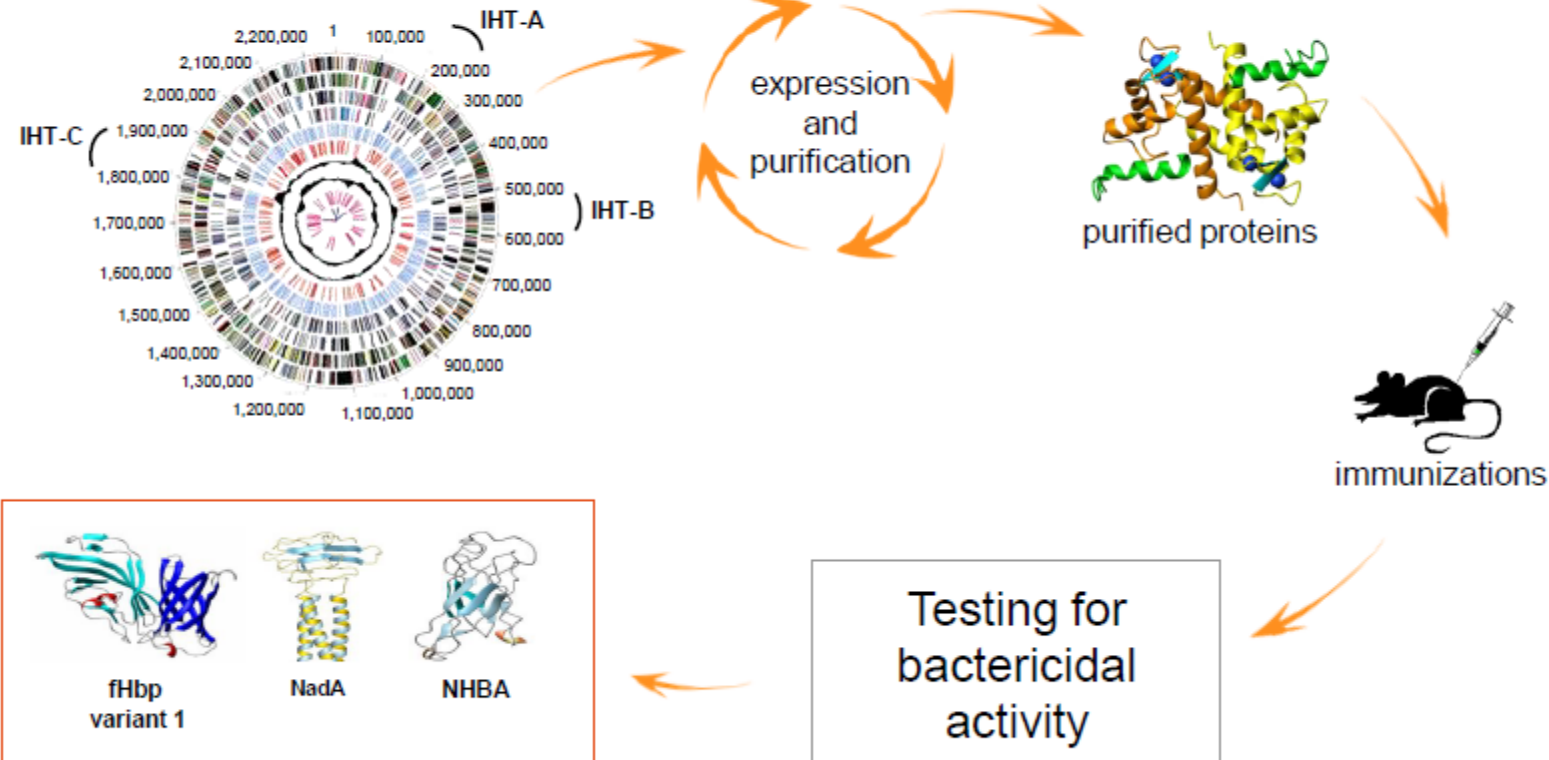 IHT-A
1
100,000
200,000
300,000
400,000
500,000
IHT-B
600,000
700,000
800,000
900,000
1,000,000
1,100,000
1,200,000
1,300,000
1,400,000
1,500,000
1,600,000
1,700,000
1,800,000
IHT-C
1,900,000
2,000,000
2,100,000
2,200,000
expression
and
purification
purified proteins
immunizations
Testing for
bactericidal
activity
fHbp
variant 1
NadA
NHBA